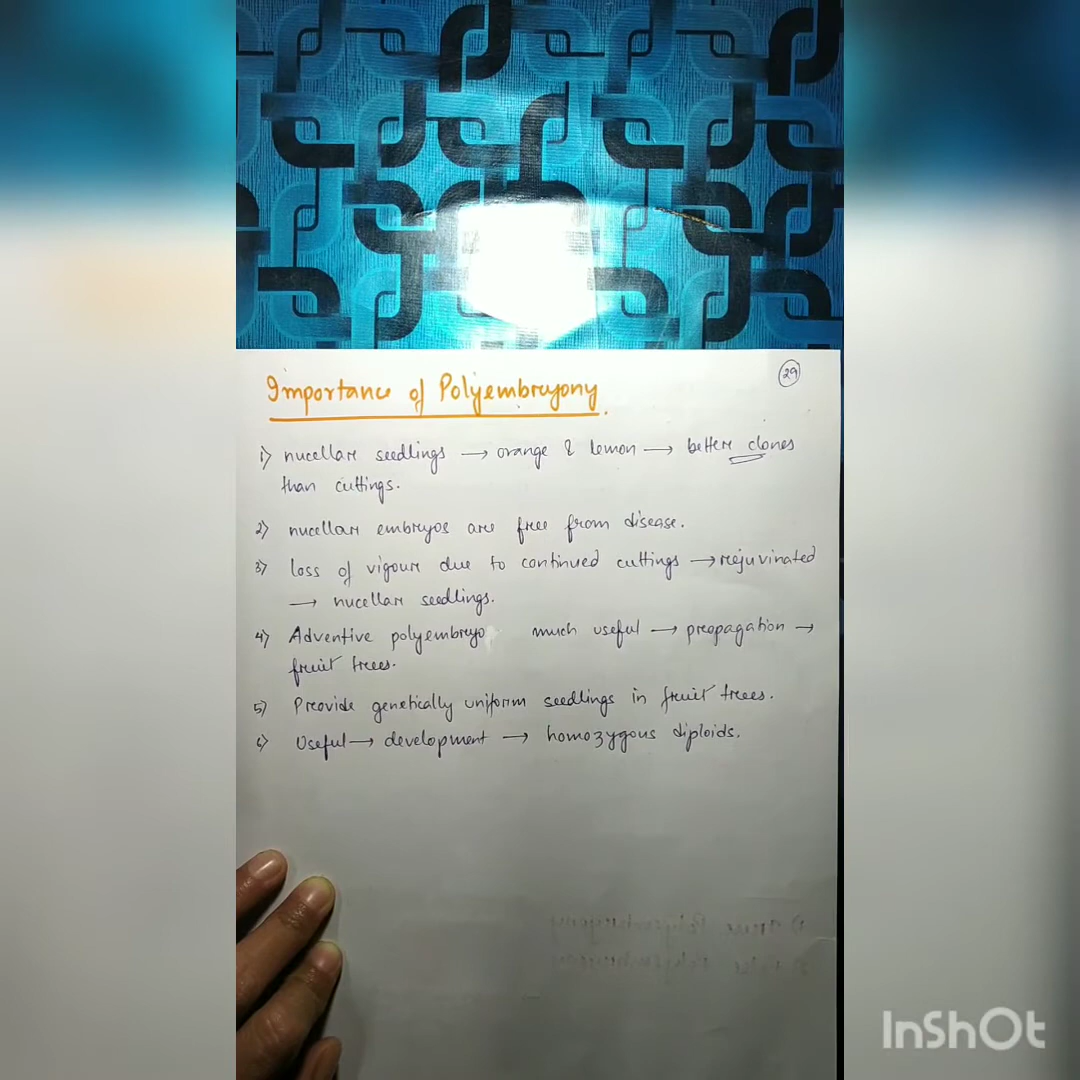 Importance of Polyembryony.
29
1) nucellar seedlings → orange & lemon → better clones
than cuttings.
2) nucellar embryos are free from disease.
3) loss of vigour due to continued cuttings → rejuvinated
→ nucellar seedlings.
4) Adventive polyembryo much useful → propagation →
fruit trees.
5) Provide genetically uniform seedlings in fruit trees.
6) Useful → development → homozygous diploids.
InShOt